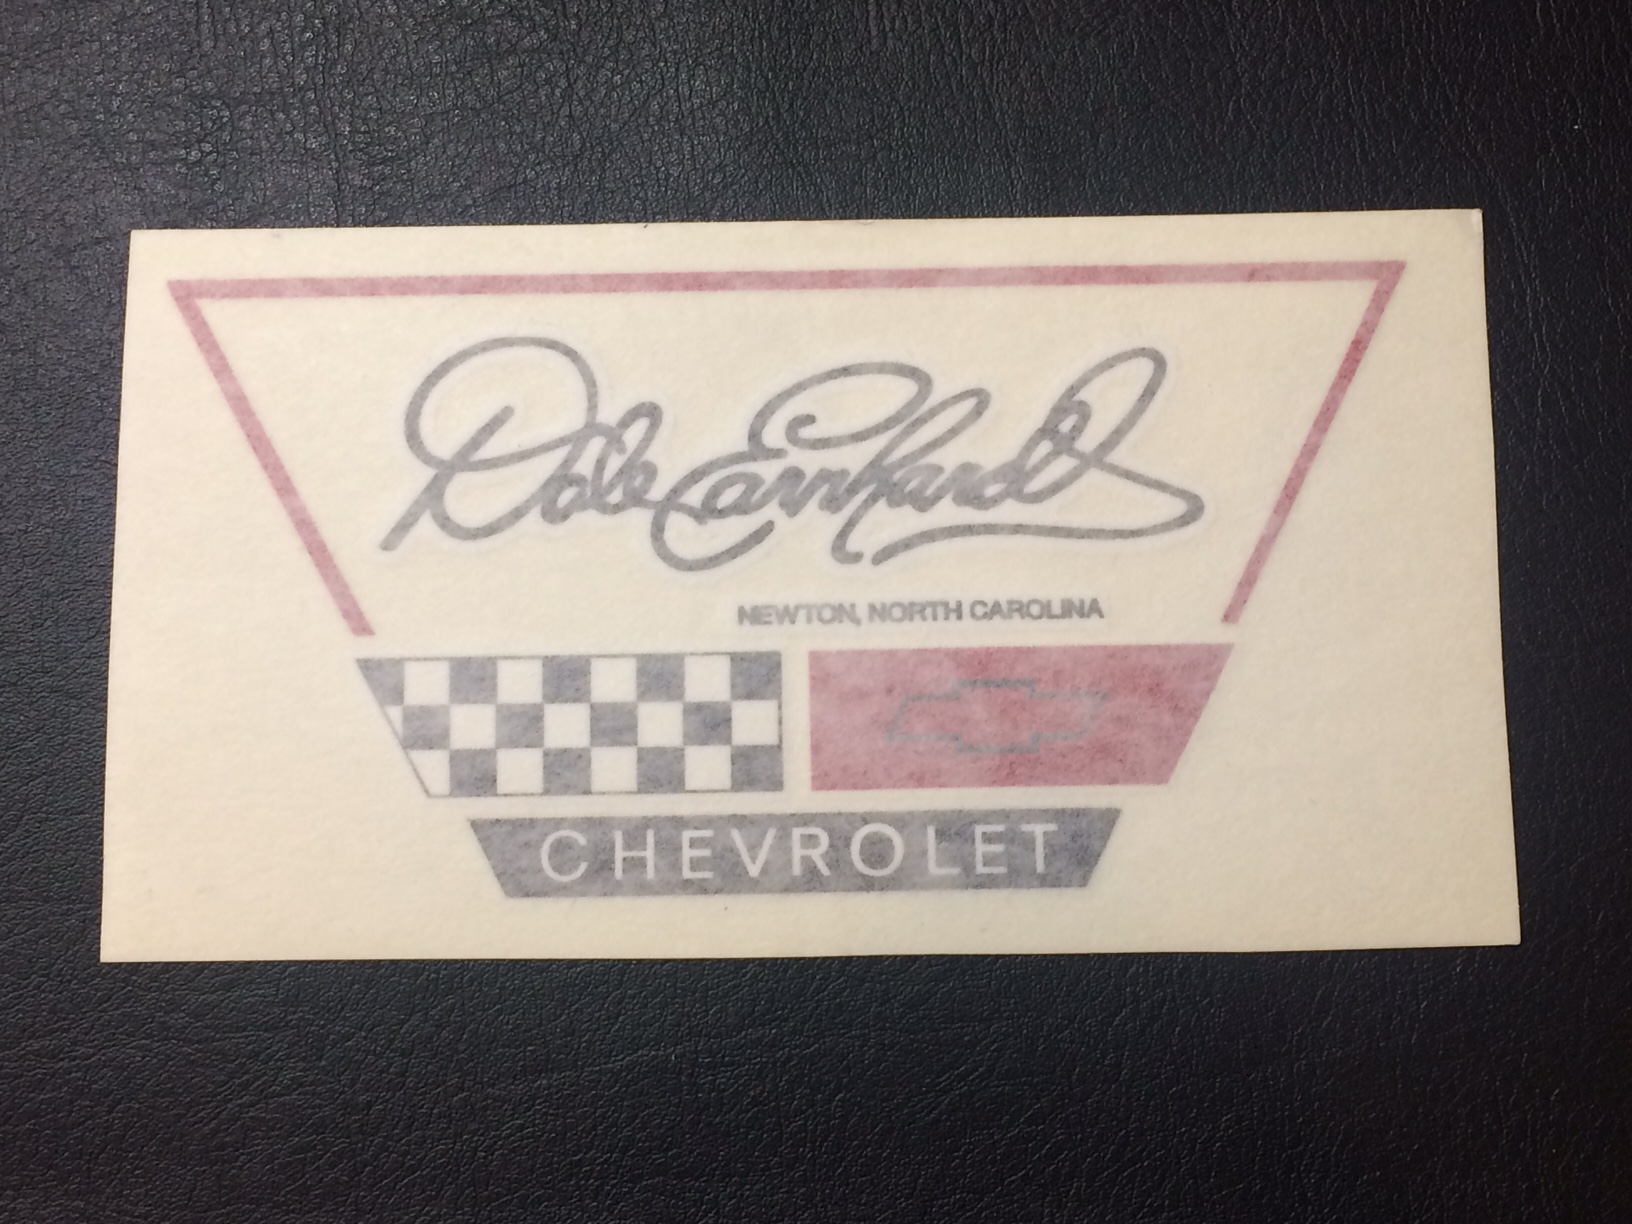 Dale Earnhardt
NEWTON, NORTH CAROLINA
CHEVROLET